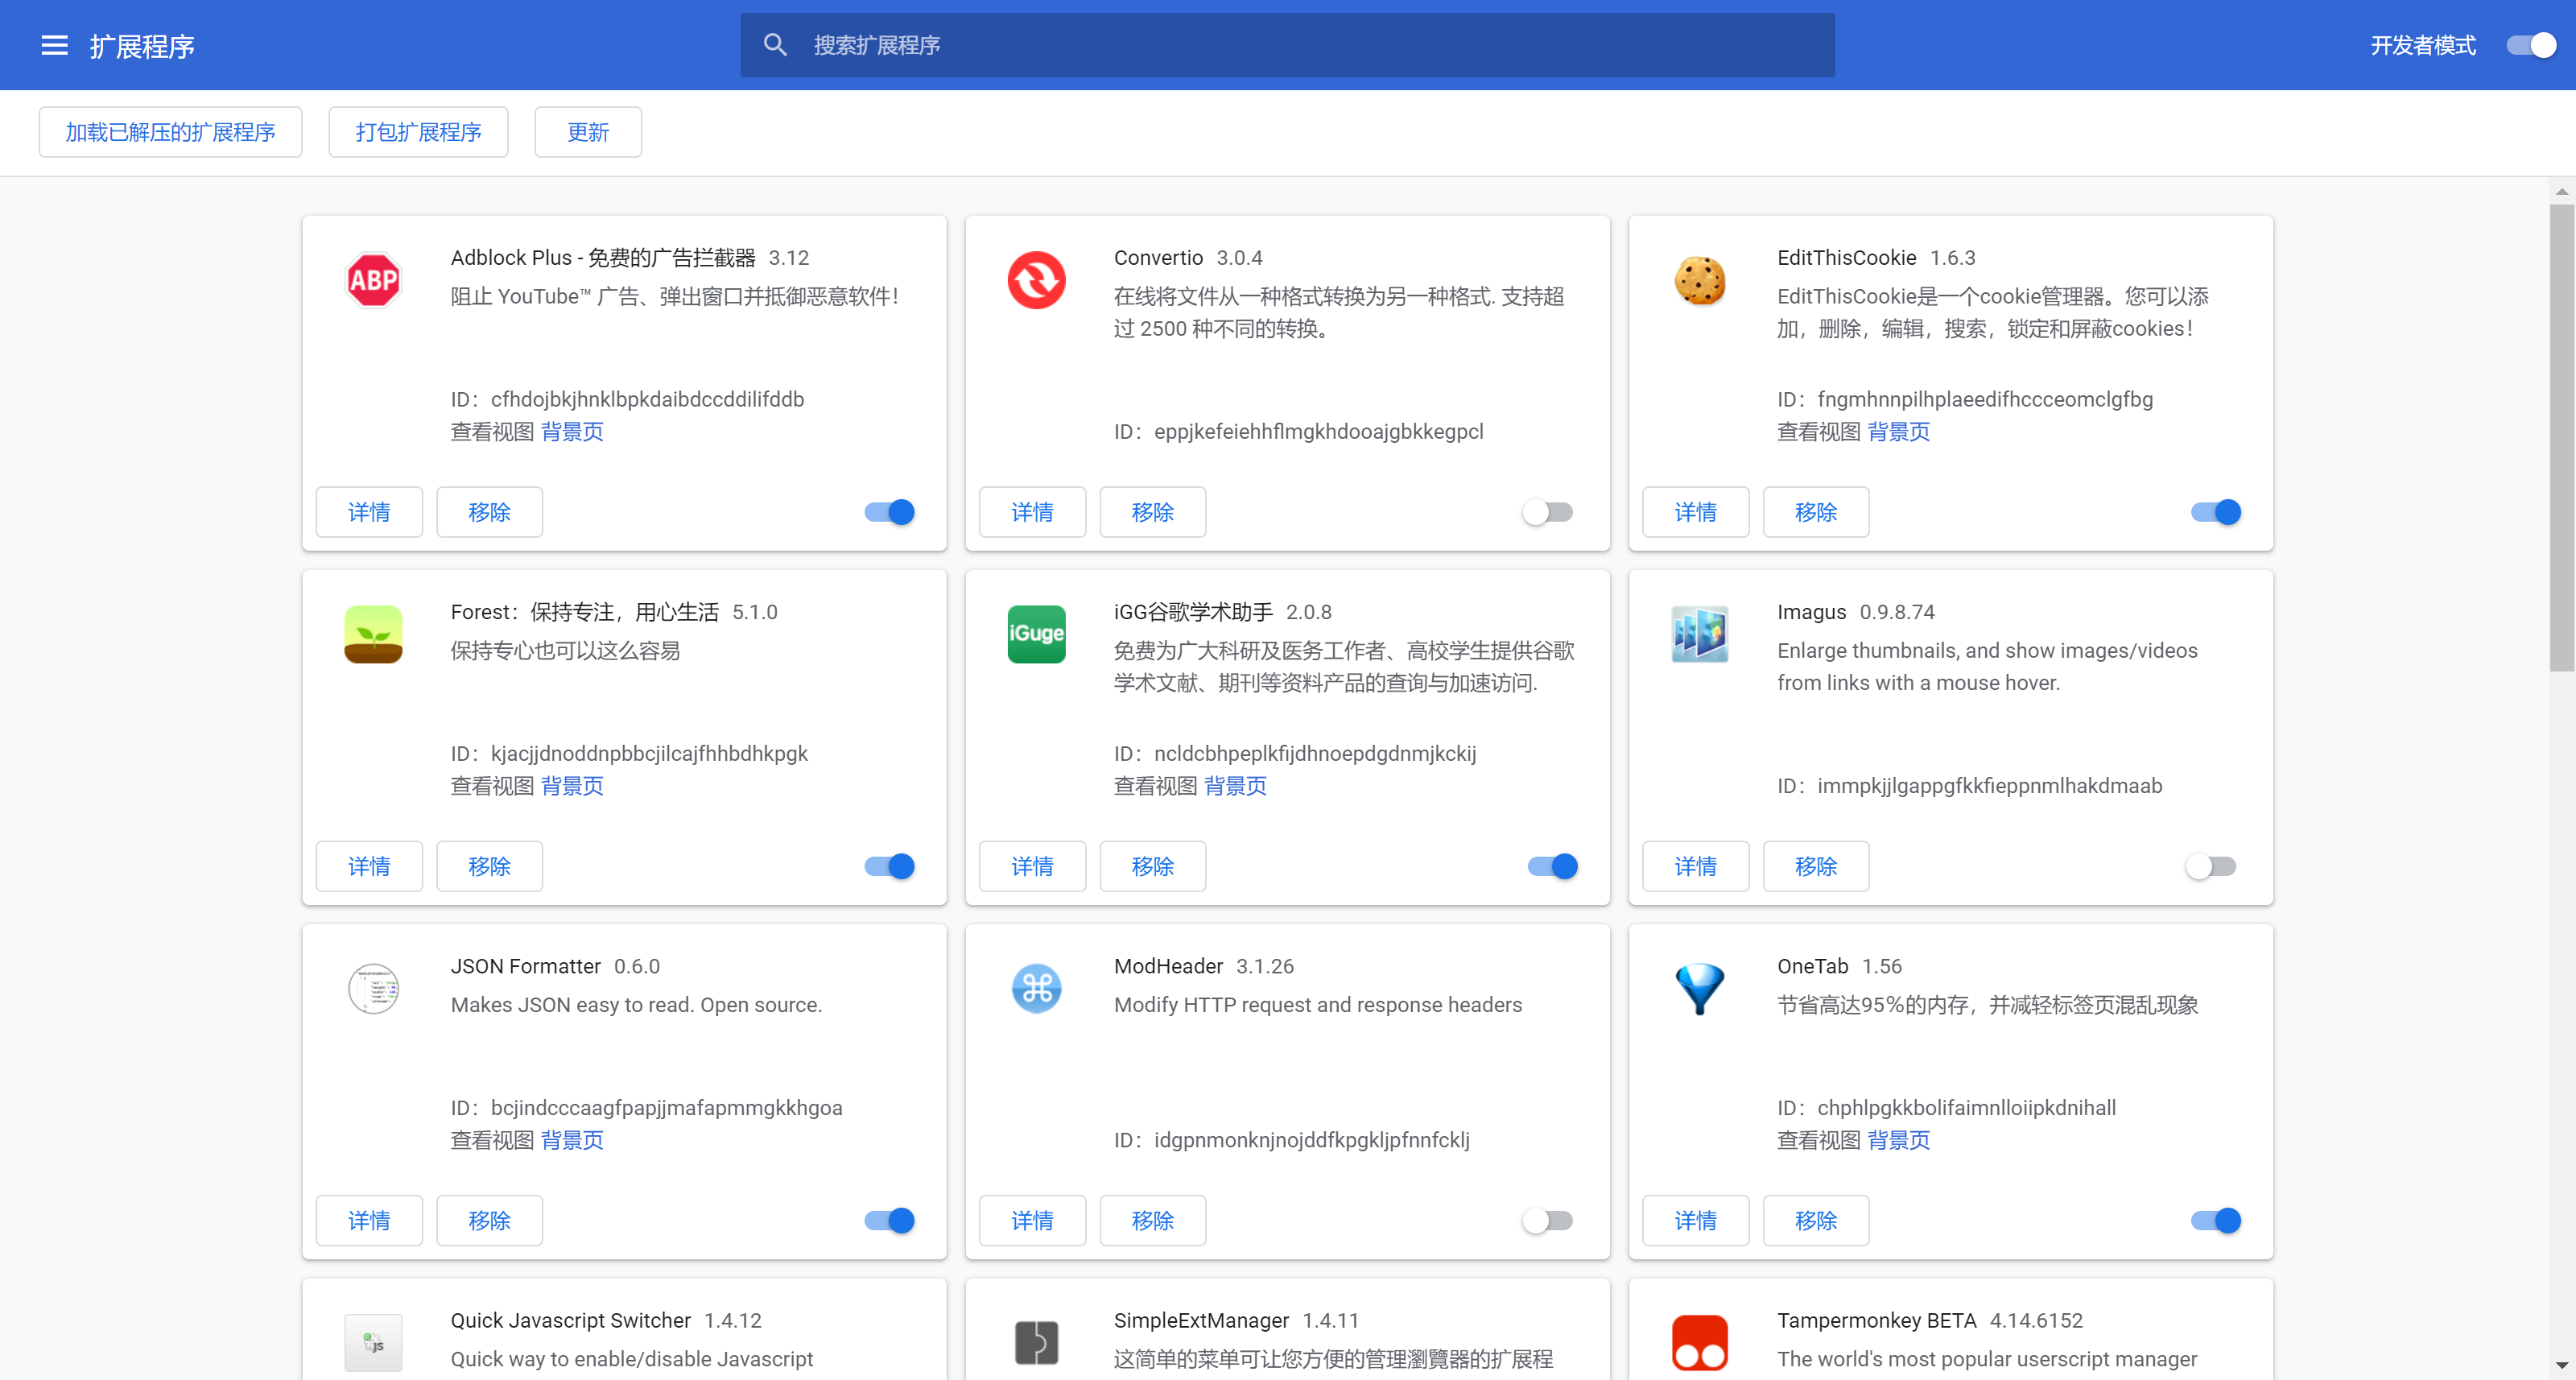 扩展程序
搜索扩展程序
开发者模式
加载已解压的扩展程序
打包扩展程序
更新
ABP
Adblock Plus - 免费的广告拦截器 3.12
阻止 YouTube™ 广告、弹出窗口并抵御恶意软件！
ID：cfhdojbkjhnklbpkdaibdccddilifddb
查看视图 背景页
详情
移除
Convertio 3.0.4
在线将文件从一种格式转换为另一种格式. 支持超
过 2500 种不同的转换。
ID：eppjkefeiehhflmgkhdooajgbkkegpcl
详情
移除
EditThisCookie 1.6.3
EditThisCookie是一个cookie管理器。您可以添
加，删除，编辑，搜索，锁定和屏蔽cookies！
ID：fngmhnnpilhplaeedifhccceomclgfbg
查看视图 背景页
详情
移除
Forest：保持专注，用心生活 5.1.0
保持专心也可以这么容易
ID：kjacjjdnoddnpbbcjilcajfhhbdhkpgk
查看视图 背景页
详情
移除
iGuge
iGG谷歌学术助手 2.0.8
免费为广大科研及医务工作者、高校学生提供谷歌
学术文献、期刊等资料产品的查询与加速访问.
ID：ncldcbhpeplkfijdhnoepdgdnmjkckij
查看视图 背景页
详情
移除
Imagus 0.9.8.74
Enlarge thumbnails, and show images/videos
from links with a mouse hover.
ID：immpkjjlgappgfkkfieppnmlhakdmaab
详情
移除
JSON Formatter 0.6.0
Makes JSON easy to read. Open source.
ID：bcjindcccaagfpapjjmafapmmgkkhgoa
查看视图 背景页
详情
移除
ModHeader 3.1.26
Modify HTTP request and response headers
ID：idgpnmonknjnojddfkpgkljpfnnfcklj
详情
移除
OneTab 1.56
节省高达95％的内存，并减轻标签页混乱现象
ID：chphlpgkkbolifaimnlloiipkdnihall
查看视图 背景页
详情
移除
js
Quick Javascript Switcher 1.4.12
Quick way to enable/disable Javascript
SimpleExtManager 1.4.11
这简单的菜单可让您方便的管理瀏覽器的扩展程
Tampermonkey BETA 4.14.6152
The world's most popular userscript manager